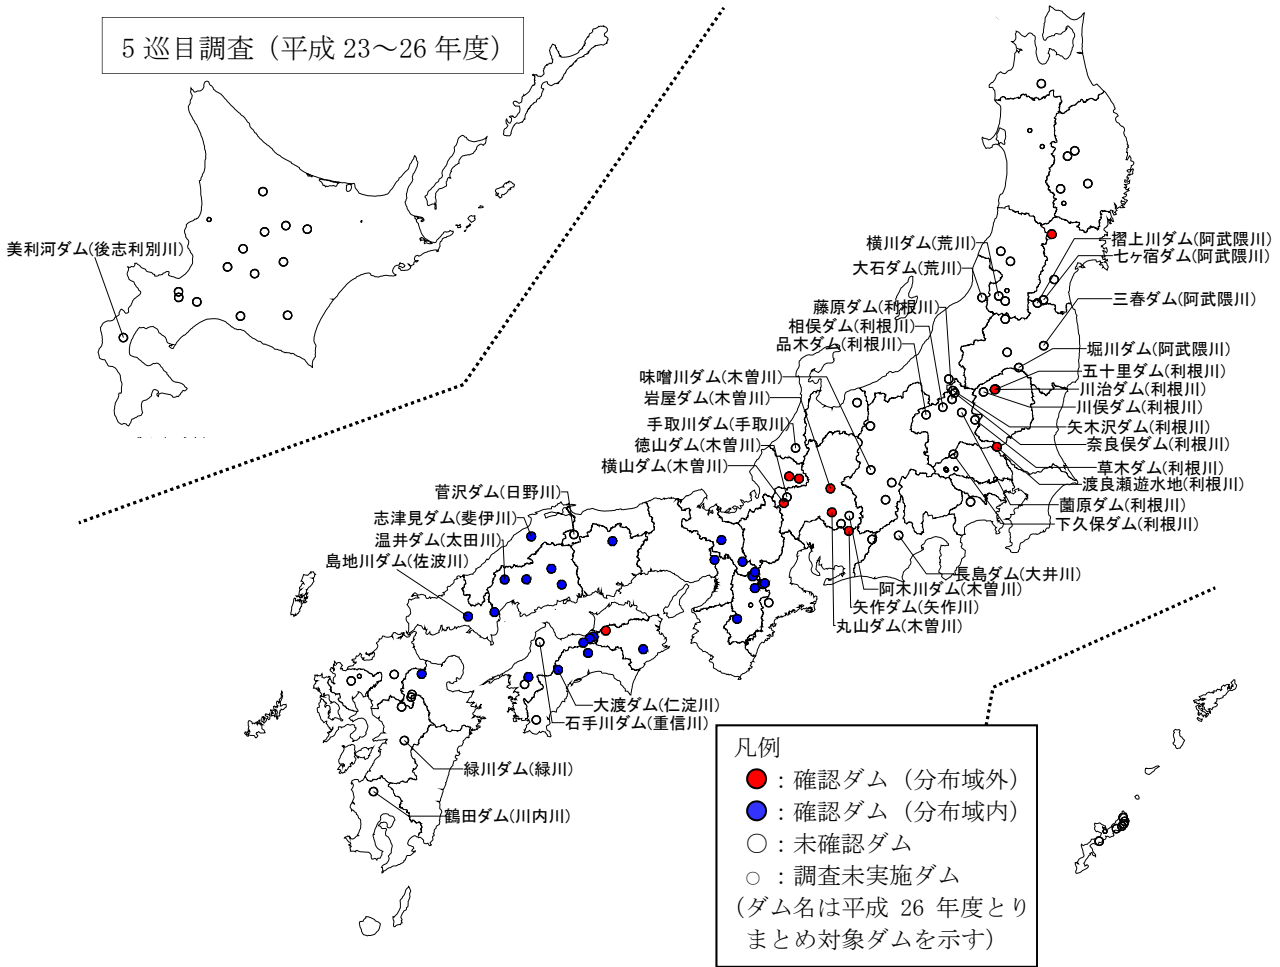 5 巡目調査（平成 23～26 年度）
美利河ダム(後志利別川)
横川ダム(荒川)
大石ダム(荒川)
藤原ダム(利根川)
相俣ダム(利根川)
品木ダム(利根川)
味噌川ダム(木曽川)
岩屋ダム(木曽川)
手取川ダム(手取川)
徳山ダム(木曽川)
横山ダム(木曽川)
菅沢ダム(日野川)
志津見ダム(斐伊川)
温井ダム(太田川)
島地川ダム(佐波川)
摺上川ダム(阿武隈川)
七ヶ宿ダム(阿武隈川)
三春ダム(阿武隈川)
堀川ダム(阿武隈川)
五十里ダム(利根川)
川治ダム(利根川)
川俣ダム(利根川)
矢木沢ダム(利根川)
奈良俣ダム(利根川)
草木ダム(利根川)
渡良瀬遊水地(利根川)
薗原ダム(利根川)
下久保ダム(利根川)
長島ダム(大井川)
阿木川ダム(木曽川)
矢作ダム(矢作川)
丸山ダム(木曽川)
大渡ダム(仁淀川)
石手川ダム(重信川)
緑川ダム(緑川)
鶴田ダム(川内川)
凡例
：確認ダム（分布域外）
：確認ダム（分布域内）
：未確認ダム
：調査未実施ダム
(ダム名は平成 26 年度とり
まとめ対象ダムを示す)